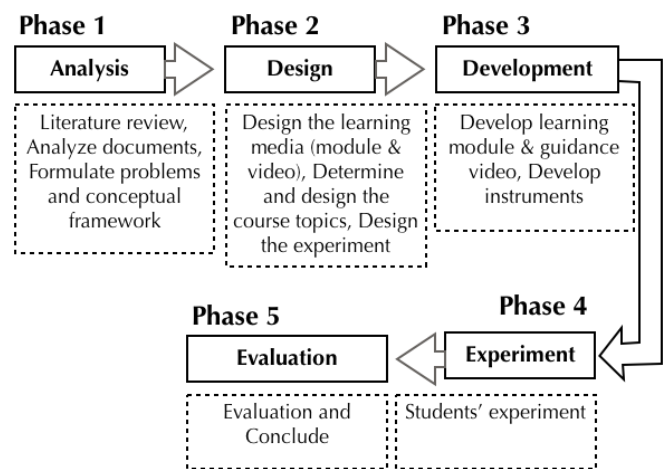 Phase 1
Analysis
Literature review,
Analyze documents,
Formulate problems
and conceptual
framework
Phase 2
Design
Design the learning
media (module &
video), Determine
and design the
course topics, Design
the experiment
Phase 3
Development
Develop learning
module & guidance
video, Develop
instruments
Phase 4
Experiment
Students’ experiment
Phase 5
Evaluation
Evaluation and
Conclude